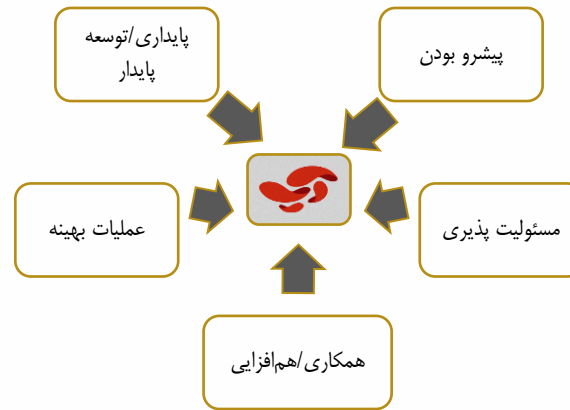 پیشرو بودن
پایداری/توسعه
پایدار
مسئولیت پذیری
عملیات بهینه
همکاری/هم‌افزایی